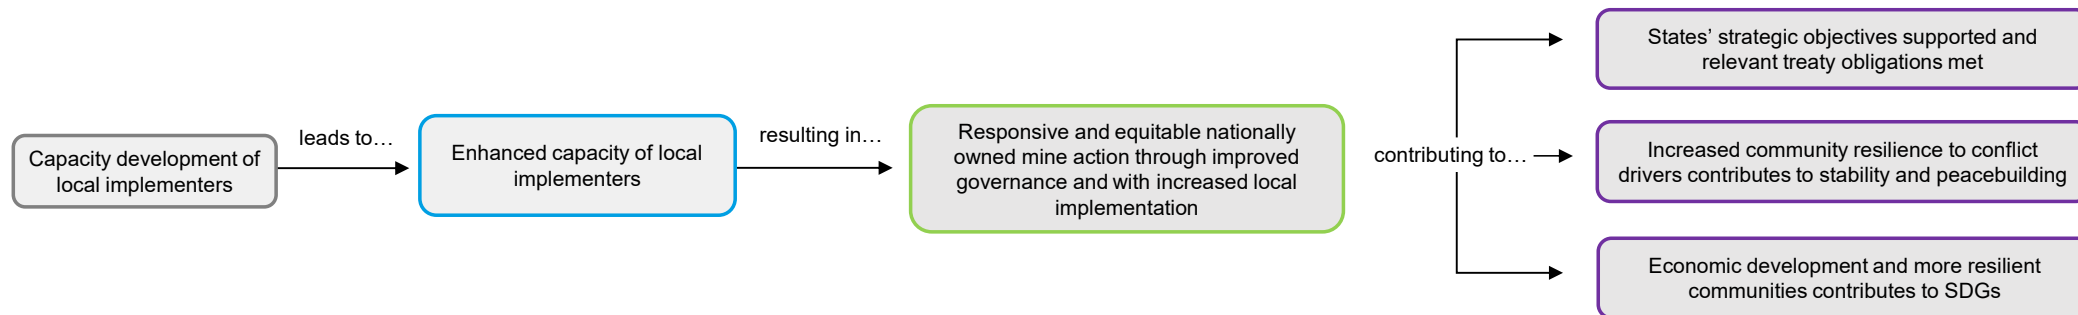 Capacity development of
local implementers
leads to…
Enhanced capacity of local
implementers
resulting in…
Responsive and equitable nationally
owned mine action through improved
governance and with increased local
implementation
contributing to…
States’ strategic objectives supported and
relevant treaty obligations met
Increased community resilience to conflict
drivers contributes to stability and peacebuilding
Economic development and more resilient
communities contributes to SDGs